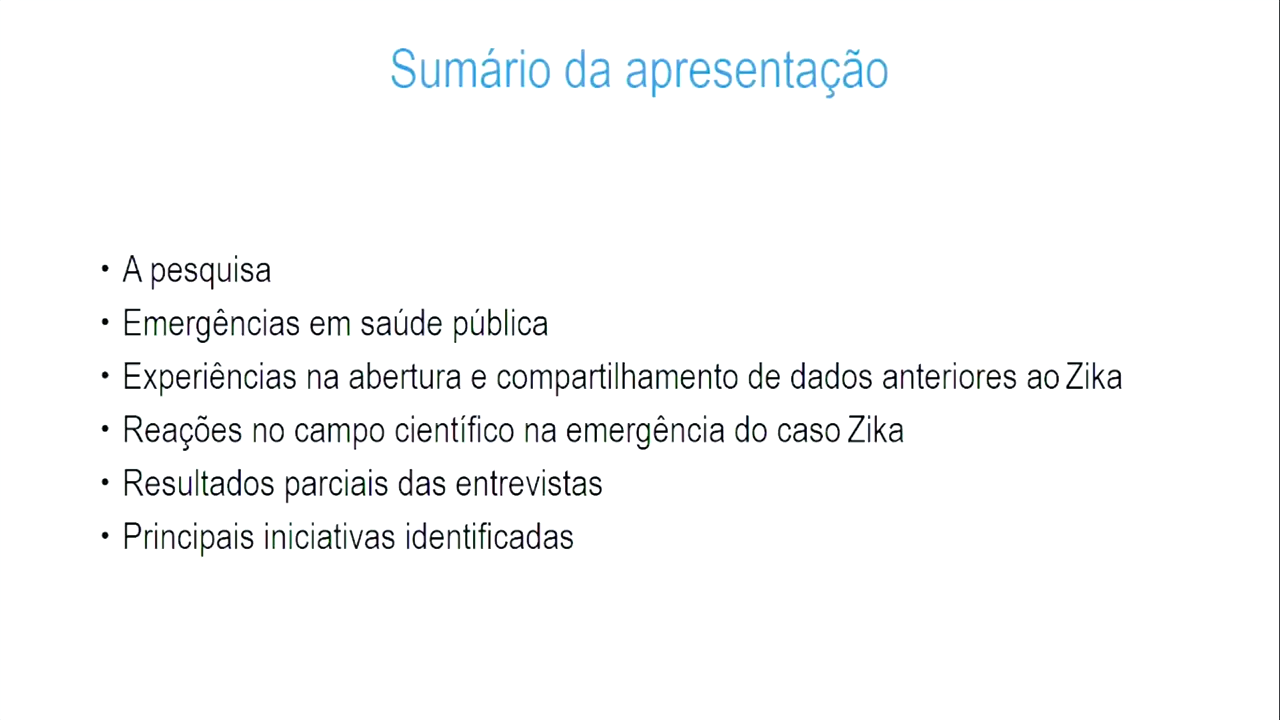 Sumário da apresentação
• A pesquisa
• Emergências em saúde pública
• Experiências na abertura e compartilhamento de dados anteriores ao Zika
• Reações no campo científico na emergência do caso Zika
• Resultados parciais das entrevistas
• Principais iniciativas identificadas